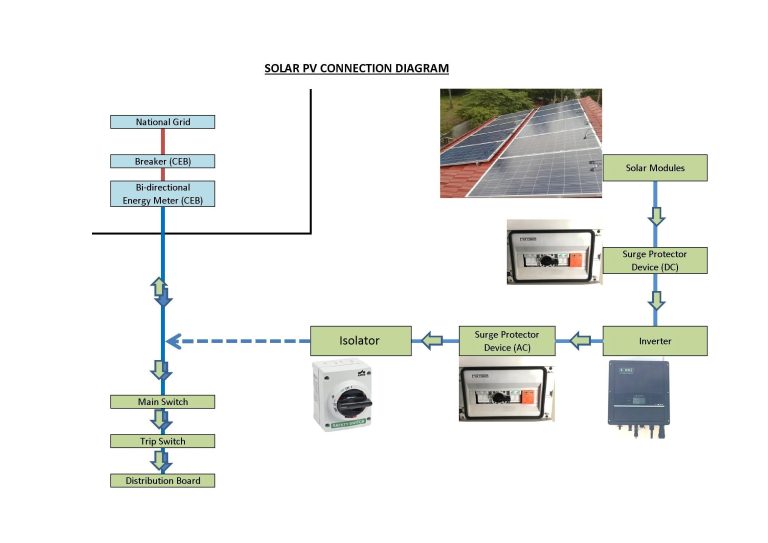 SOLAR PV CONNECTION DIAGRAM
National Grid
Breaker (CEB)
Bi-directional
Energy Meter (CEB)
Solar Modules
Surge Protector
Device (DC)
Isolator
Surge Protector
Device (AC)
Inverter
Main Switch
Trip Switch
Distribution Board